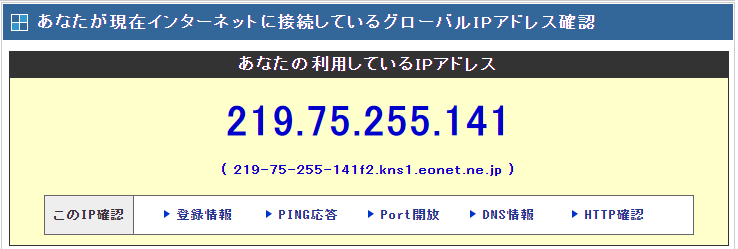 あなたが現在インターネットに接続しているグローバルIPアドレス確認
あなたの利用しているIPアドレス
219.75.255.141
( 219-75-255-141f2.kns1.eonet.ne.jp )
このIP確認 登録情報 PING応答 Port開放 DNS情報 HTTP確認